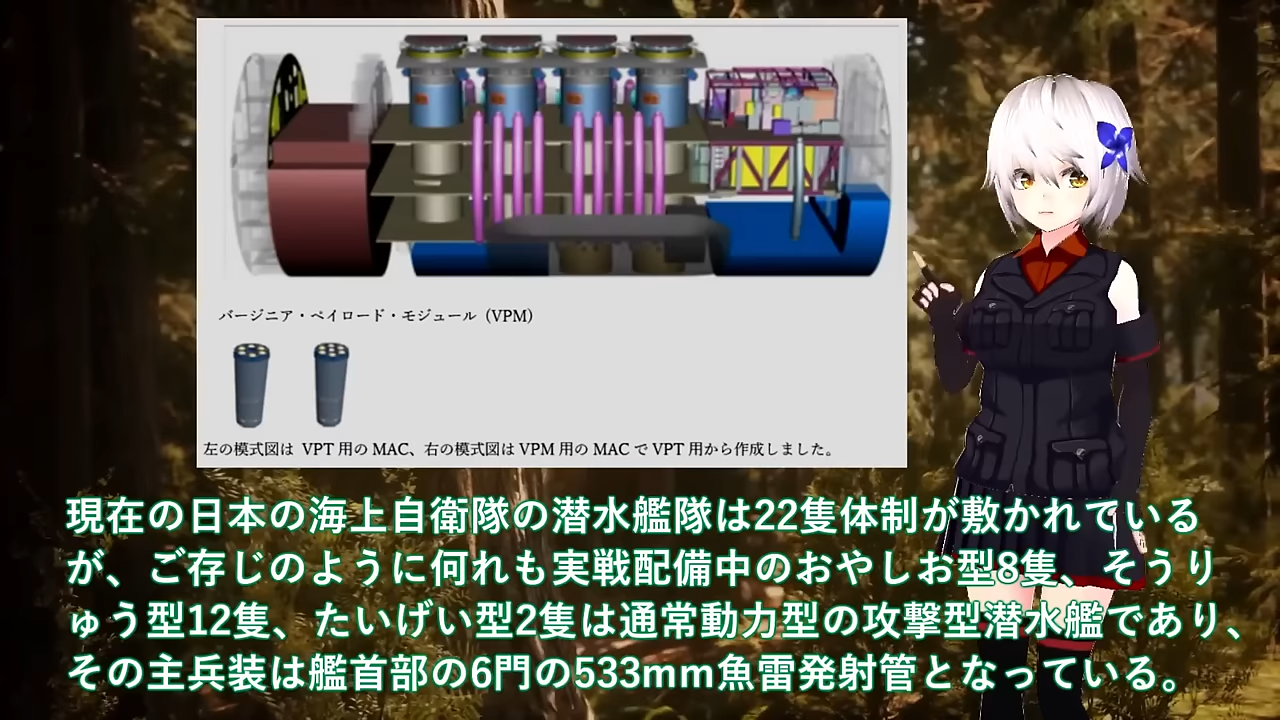 バージニア・ペイロード・モジュール（VPM）
左の模式図は VPT 用の MAC、右の模式図は VPM 用の MAC で VPT 用から作成しました。
現在の日本の海上自衛隊の潜水艦隊は22隻体制が敷かれている
が、ご存じのように何れも実戦配備中のおやしお型8隻、そうり
ゅう型12隻、たいげい型2隻は通常動力型の攻撃型潜水艦であり、
その主兵装は艦首部の6門の533mm魚雷発射管となっている。